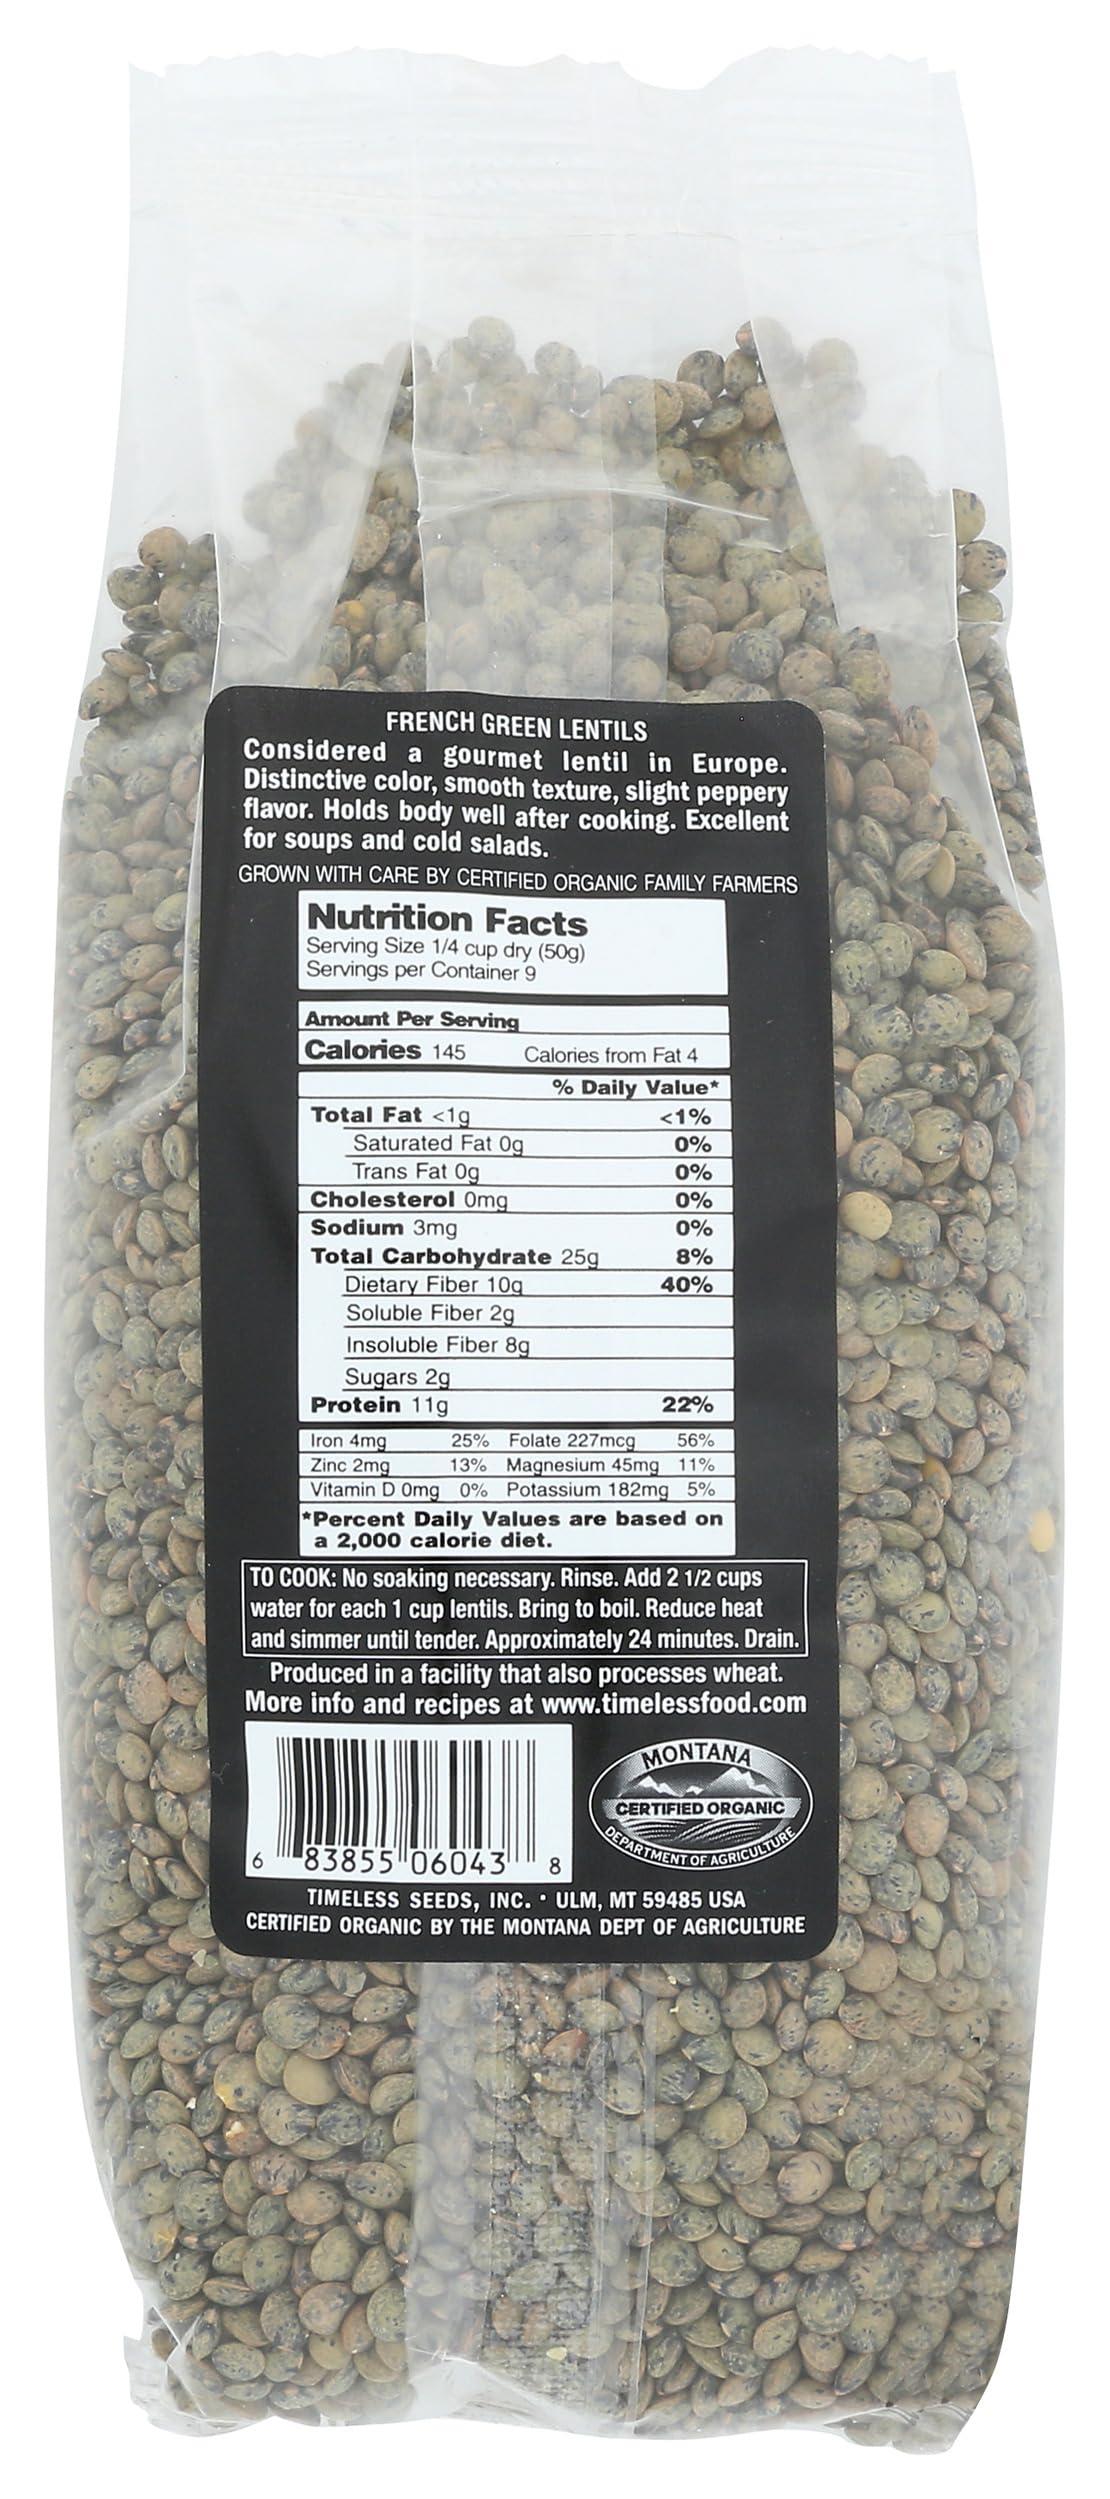 FRENCH GREEN LENTILS
Considered a gourmet lentil in Europe.
Distinctive color, smooth texture, slight peppery
flavor. Holds body well after cooking. Excellent
for soups and cold salads.
GROWN WITH CARE BY CERTIFIED ORGANIC FAMILY FARMERS
Nutrition Facts
Serving Size 1/4 cup dry (50g)
Servings per Container 9
Amount Per Serving
Calories 145 Calories from Fat 4
% Daily Value*
Total Fat <1g <1%
Saturated Fat 0g 0%
Trans Fat 0g 0%
Cholesterol 0mg 0%
Sodium 3mg 0%
Total Carbohydrate 25g 8%
Dietary Fiber 10g 40%
Soluble Fiber 2g
Insoluble Fiber 8g
Sugars 2g
Protein 11g 22%
Iron 4mg 25% Folate 227mcg 56%
Zinc 2mg 13% Magnesium 45mg 11%
Vitamin D 0mg 0% Potassium 182mg 5%
*Percent Daily Values are based on
a 2,000 calorie diet.
TO COOK: No soaking necessary. Rinse. Add 2 1/2 cups
water for each 1 cup lentils. Bring to boil. Reduce heat
and simmer until tender. Approximately 24 minutes. Drain.
Produced in a facility that also processes wheat.
More info and recipes at www.timelessfood.com
6 83855 06043 8
MONTANA
CERTIFIED ORGANIC
DEPARTMENT OF AGRICULTURE
TIMELESS SEEDS, INC. • ULM, MT 59485 USA
CERTIFIED ORGANIC BY THE MONTANA DEPT OF AGRICULTURE